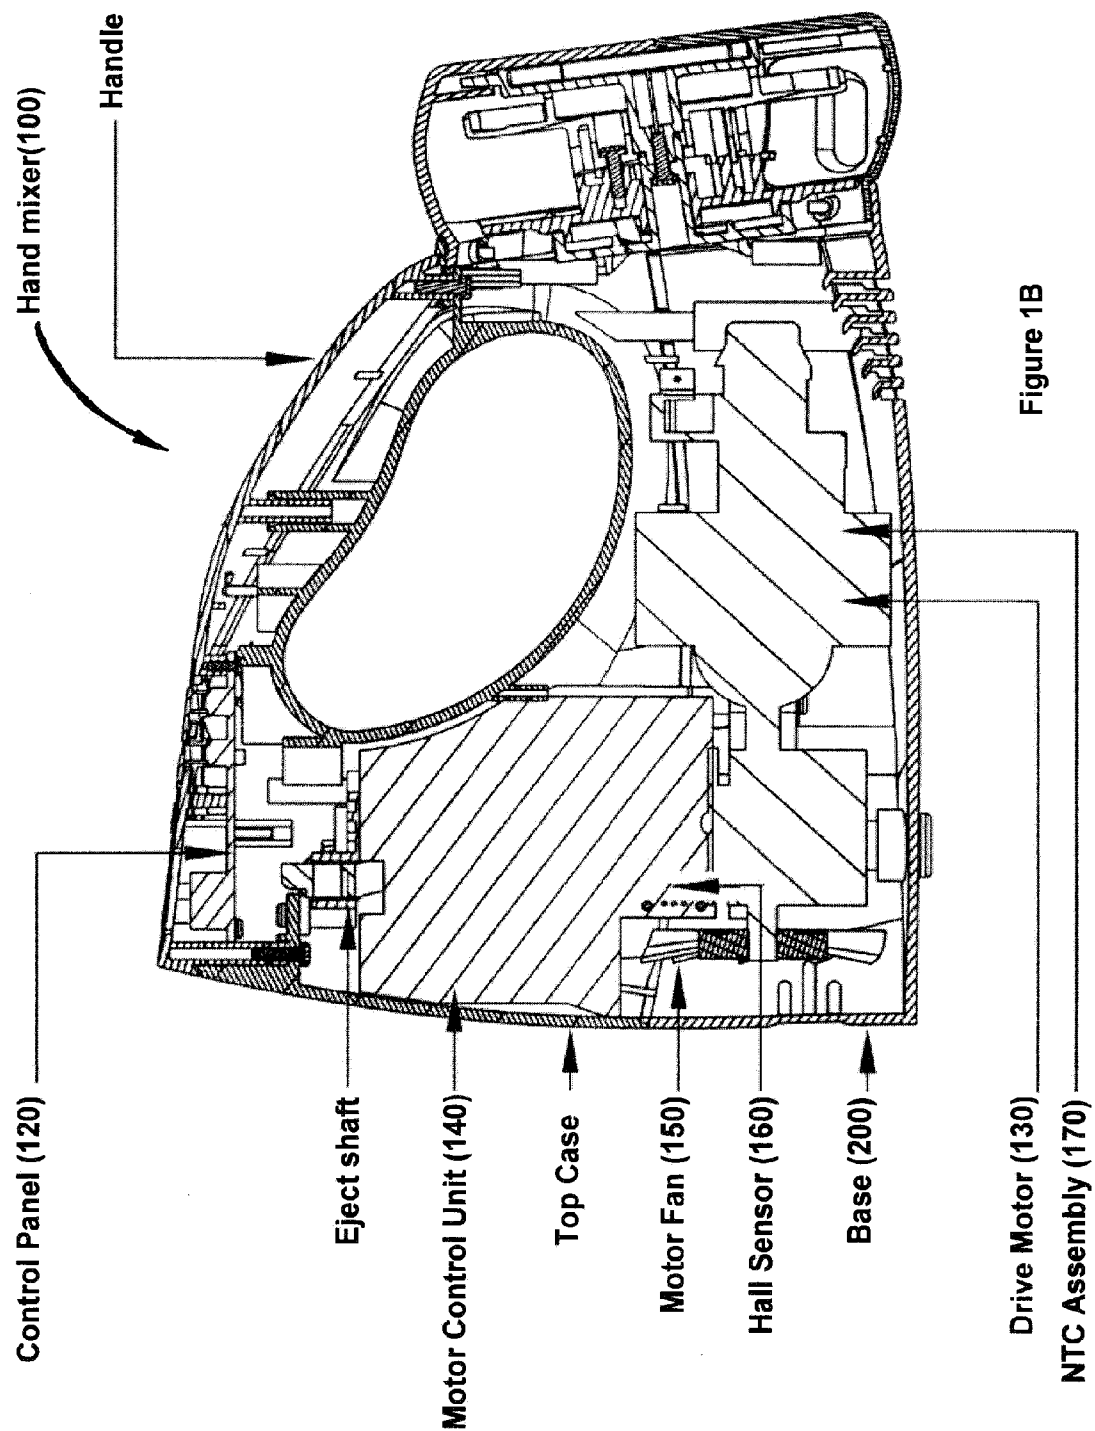 Hand mixer(100)
Handle
Control Panel (120)
Eject shaft
Motor Control Unit (140)
Top Case
Motor Fan (150)
Hall Sensor (160)
Base (200)
Drive Motor (130)
NTC Assembly (170)
Figure 1B